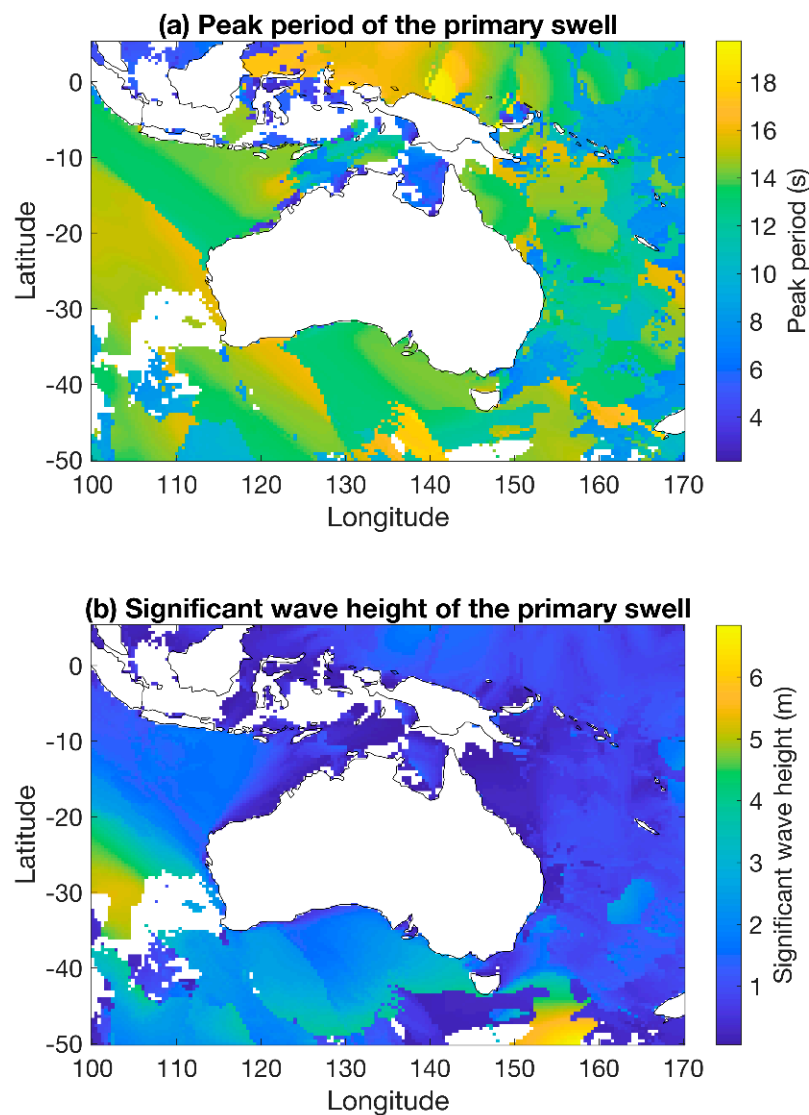 (a) Peak period of the primary swell
0
-10
-20
-30
-40
-50
Latitude
100 110 120 130 140 150 160 170
Longitude
18
16
14
12
10
8
6
4
Peak period (s)
(b) Significant wave height of the primary swell
0
-10
-20
-30
-40
-50
Latitude
100 110 120 130 140 150 160 170
Longitude
6
5
4
3
2
1
Significant wave height (m)